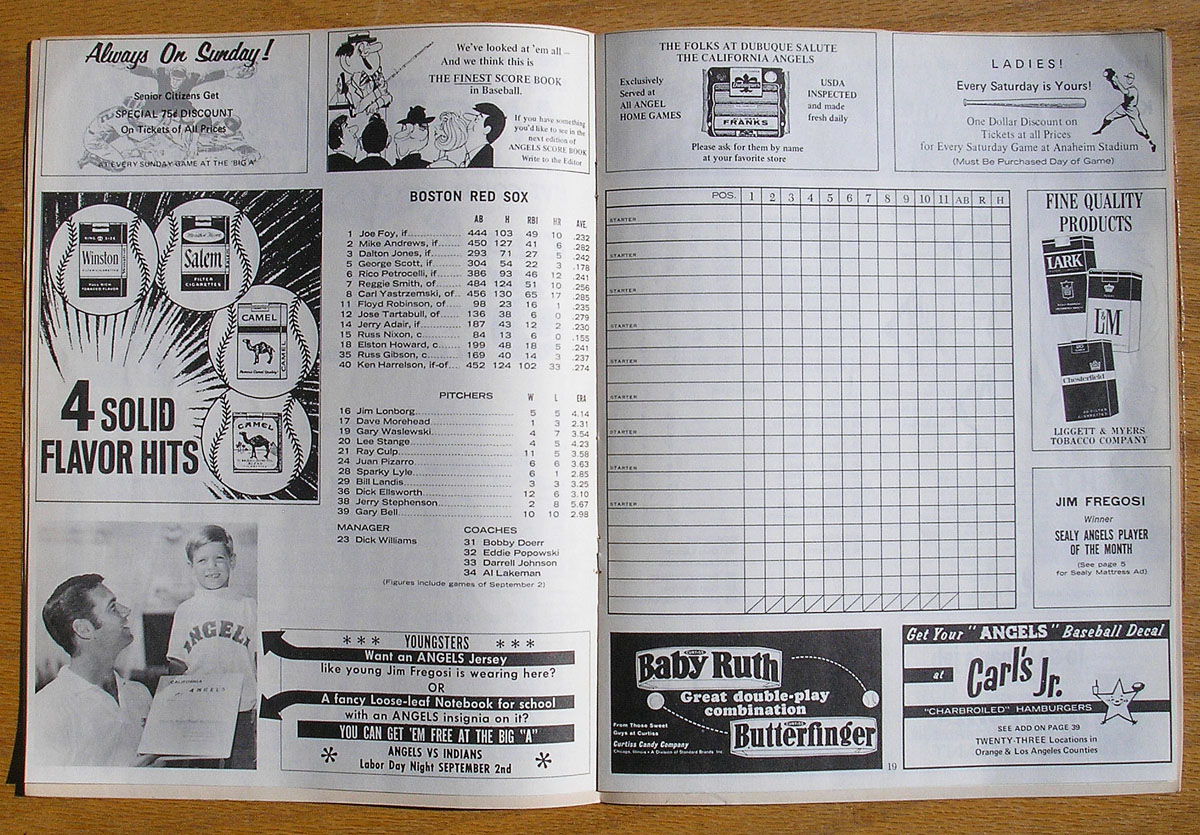 Always On Sunday!
Senior Citizens Get
SPECIAL 75¢ DISCOUNT
On Tickets of All Prices
AT EVERY SUNDAY GAME AT THE 'BIG A'
We've looked at 'em all –
And we think this is
THE FINEST SCORE BOOK
in Baseball.
If you have something
you'd like to see in the
next edition of
ANGELS SCORE BOOK
Write to the Editor
KING SIZE
Winston
Salem
FILTER
CIGARETTES
CAMEL
CAMEL
CAMEL
4 SOLID
FLAVOR HITS
BOSTON RED SOX
AB H RBI HR AVE.
1 Joe Foy, if 444 103 49 10 .232
2 Mike Andrews, if 450 127 41 6 .282
3 Dalton Jones, if 293 71 27 5 .242
5 George Scott, if 304 54 22 3 .178
6 Rico Petrocelli, if 386 93 46 12 .241
7 Reggie Smith, of 484 124 51 10 .256
8 Carl Yastrzemski, of 456 130 65 17 .285
11 Floyd Robinson, of 98 23 16 1 .235
12 Jose Tartabull, of 136 38 6 0 .279
14 Jerry Adair, if 187 43 12 2 .230
15 Russ Nixon, c 84 13 6 0 .155
18 Elston Howard, c 199 48 18 5 .241
35 Russ Gibson, c 169 40 14 3 .237
40 Ken Harrelson, if-of 452 124 102 33 .274
PITCHERS W L ERA
16 Jim Lonborg 5 5 4.14
17 Dave Morehead 1 3 2.31
19 Gary Waslewski 4 7 3.54
20 Lee Stange 4 5 4.23
21 Ray Culp 11 5 3.58
24 Juan Pizarro 6 6 3.63
28 Sparky Lyle 6 1 2.85
29 Bill Landis 3 3 3.25
36 Dick Ellsworth 12 6 3.10
38 Jerry Stephenson 2 8 5.67
39 Gary Bell 10 10 2.98
MANAGER
23 Dick Williams
COACHES
31 Bobby Doerr
32 Eddie Popowski
33 Darrell Johnson
34 Al Lakeman
(Figures include games of September 2)
ANGELS
CALIFORNIA
ANGELS
*** YOUNGSTERS ***
Want an ANGELS Jersey
like young Jim Fregosi is wearing here?
OR
A fancy Loose-leaf Notebook for school
with an ANGELS insignia on it?
YOU CAN GET 'EM FREE AT THE BIG "A"
* ANGELS VS INDIANS *
Labor Day Night SEPTEMBER 2nd
THE FOLKS AT DUBUQUE SALUTE
THE CALIFORNIA ANGELS
Exclusively
Served at
All ANGEL
HOME GAMES
FRANKS
USDA
INSPECTED
and made
fresh daily
Please ask for them by name
at your favorite store
LADIES!
Every Saturday is Yours!
One Dollar Discount on
Tickets at all Prices
for Every Saturday Game at Anaheim Stadium
(Must Be Purchased Day of Game)
POS. 1 2 3 4 5 6 7 8 9 10 11 AB R H
STARTER
STARTER
STARTER
STARTER
STARTER
STARTER
STARTER
STARTER
STARTER
FINE QUALITY
PRODUCTS
LARK
L&M
Chesterfield
LIGGETT & MYERS
TOBACCO COMPANY
JIM FREGOSI
Winner
SEALY ANGELS PLAYER
OF THE MONTH
(See page 5
for Sealy Mattress Ad)
CURTISS
Baby Ruth
Great double-play
combination
CURTISS
Butterfinger
From Those Sweet
Guys at Curtiss
Curtiss Candy Company
Chicago, Illinois • A Division of Standard Brands Inc.
19
Get Your "ANGELS" Baseball Decal
at Carl's Jr.
"CHARBROILED" HAMBURGERS
SEE ADD ON PAGE 39
TWENTY-THREE Locations in
Orange & Los Angeles Counties